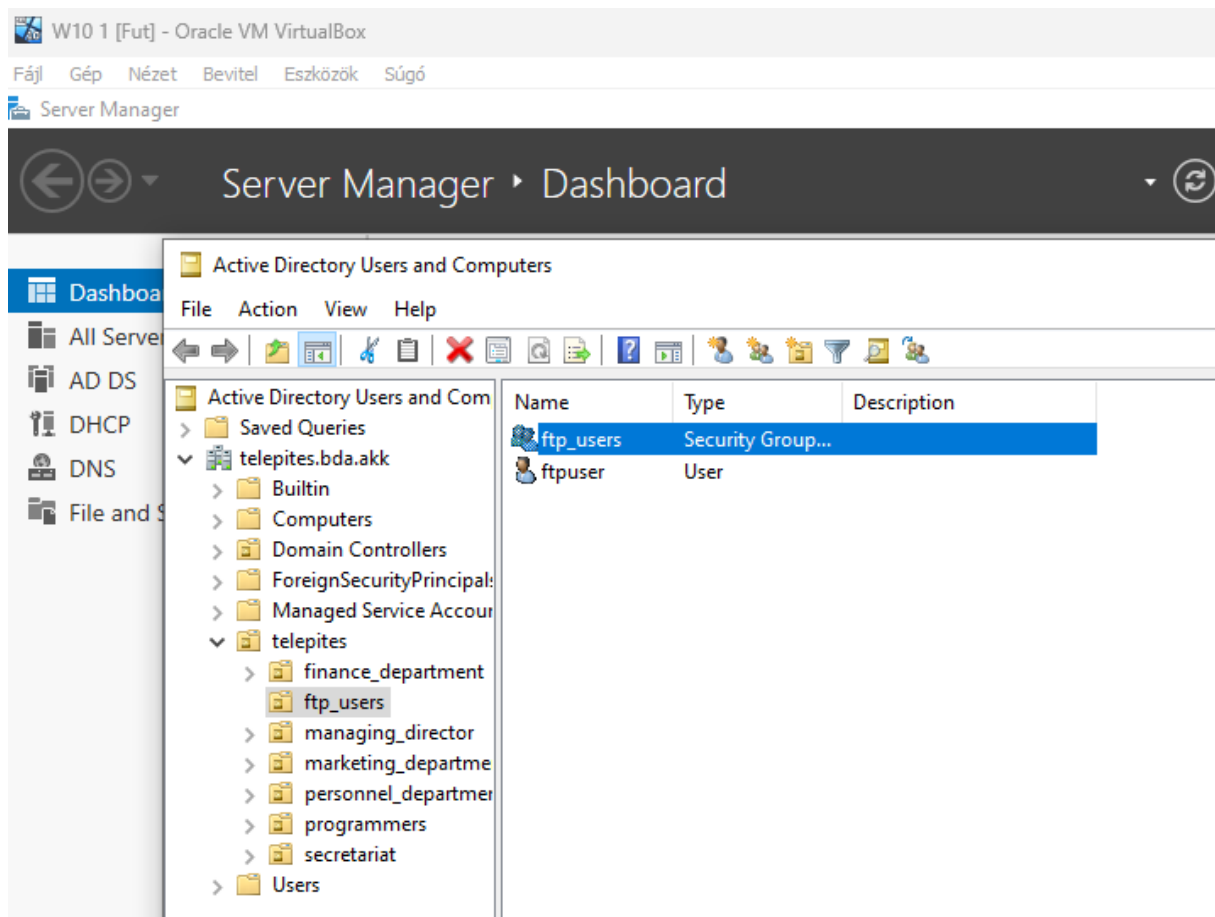 W10 1 [Fut] - Oracle VM VirtualBox
Fájl Gép Nézet Bevitel Eszközök Súgó
Server Manager
Server Manager ‣ Dashboard
Active Directory Users and Computers
File Action View Help
Dashboa
All Server
AD DS
DHCP
DNS
File and S
Active Directory Users and Com
Saved Queries
telepites.bda.akk
Builtin
Computers
Domain Controllers
ForeignSecurityPrincipals
Managed Service Accour
telepites
finance_department
ftp_users
managing_director
marketing_departme
personnel_departmer
programmers
secretariat
Users
Name Type Description
ftp_users Security Group...
ftpuser User